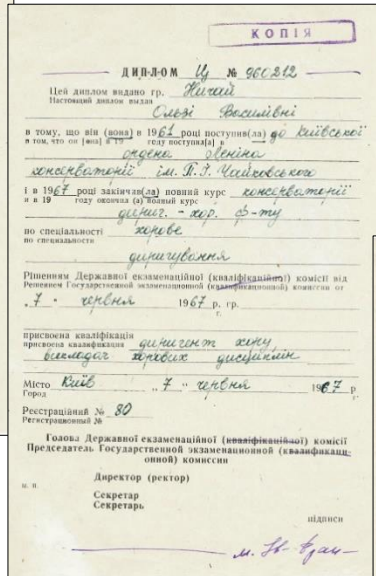 КОПІЯ
ДИПЛОМ Ц № 960212
Цей диплом видано гр. Ничай
Настоящий диплом выдан
Ользі Василівні
в тому, що він (вона) в 1961 році поступив(ла) до Київської
в том, что он (она) в 19 году поступил(а) в
ордена Леніна
консерваторії ім. П. І. Чайковського
і в 1967 році закінчив(ла) повний курс консерваторії
и в 19 году окончил (а) полный курс
дириг. - хор. ф-ту
по спеціальності хорове
по специальности
диригування
Рішенням Державної екзаменаційної (кваліфікаційної) комісії від
Решением Государственной экзаменационной (квалификационной) комиссии от
„7“ червня 1967 р.
г.
присвоєна кваліфікація диригент хору
присвоена квалификация
викладач хорових дисциплін
Місто Київ „7“ червня 1967 р
Город
Реєстраційний № 80
Регистрационный №
Голова Державної екзаменаційної (кваліфікаційної) комісії
Председатель Государственной экзаменационной (квалификаци-
онной) комиссии
Директор (ректор)
м. п.
Секретар
Секретарь
підписи